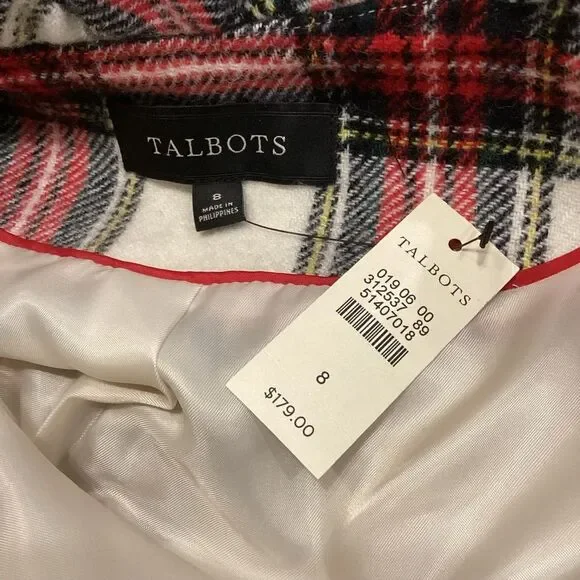 TALBOTS
8
MADE IN
PHILIPPINES
TALBOTS
019 06 00
312537 89
51407018
8
$179.00